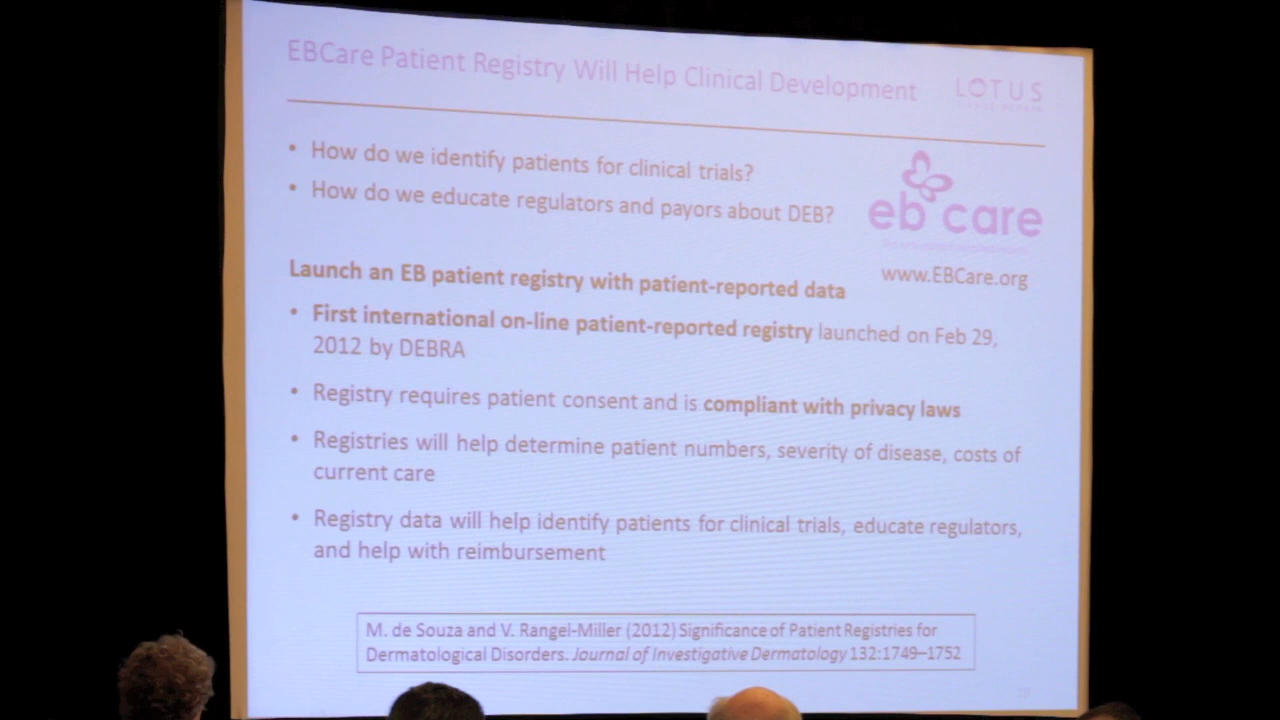 EBCare Patient Registry Will Help Clinical Development
LOTUS
• How do we identify patients for clinical trials?
• How do we educate regulators and payors about DEB?
eb care
www.EBCare.org
Launch an EB patient registry with patient-reported data
• First international on-line patient-reported registry launched on Feb 29,
2012 by DEBRA
• Registry requires patient consent and is compliant with privacy laws
• Registries will help determine patient numbers, severity of disease, costs of
current care
• Registry data will help identify patients for clinical trials, educate regulators,
and help with reimbursement
M. de Souza and V. Rangel-Miller (2012) Significance of Patient Registries for
Dermatological Disorders. Journal of Investigative Dermatology 132:1749–1752